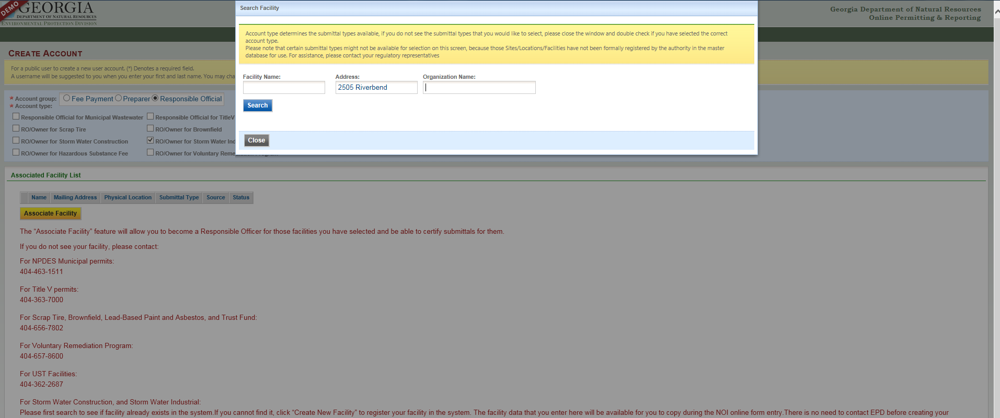 DEMO
GEORGIA
DEPARTMENT OF NATURAL RESOURCES
ENVIRONMENTAL PROTECTION DIVISION
Georgia Department of Natural Resources
Online Permitting & Reporting
Search Facility
Account type determines the submittal types available, if you do not see the submittal types that you would like to select, please close the window and double check if you have selected the correct
account type.
Please note that certain submittal types might not be available for selection on this screen, because those Sites/Locations/Facilities have not been formally registered by the authority in the master
database for use. For assistance, please contact your regulatory representatives
Facility Name: Address: Organization Name:
2505 Riverbend
Search
Close
CREATE ACCOUNT
For a public user to create a new user account. (*) Denotes a required field.
A username will be suggested to you when you enter your first and last name. You may cha
* Account group: Fee Payment Preparer Responsible Official
* Account type:
Responsible Official for Municipal Wastewater Responsible Official for TitleV
RO/Owner for Scrap Tire RO/Owner for Brownfield
RO/Owner for Storm Water Construction RO/Owner for Storm Water Ind
RO/Owner for Hazardous Substance Fee RO/Owner for Voluntary Reme
Associated Facility List
Name Mailing Address Physical Location Submittal Type Source Status
Associate Facility
The “Associate Facility” feature will allow you to become a Responsible Officer for those facilities you have selected and be able to certify submittals for them.
If you do not see your facility, please contact:
For NPDES Municipal permits:
404-463-1511
For Title V permits:
404-363-7000
For Scrap Tire, Brownfield, Lead-Based Paint and Asbestos, and Trust Fund:
404-656-7802
For Voluntary Remediation Program:
404-657-8600
For UST Facilities:
404-362-2687
For Storm Water Construction, and Storm Water Industrial:
Please first search to see if facility already exists in the system.If you cannot find it, click “Create New Facility” to register your facility in the system. The facility data that you enter here will be available for you to copy during the NOI online form entry.There is no need to contact EPD before creating your